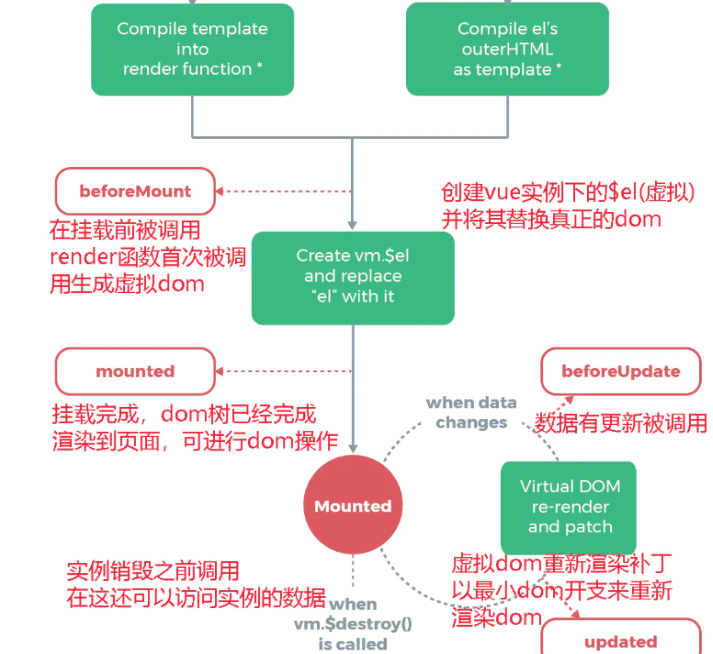 Compile template
into
render function *
Compile el's
outerHTML
as template *
beforeMount
在挂载前被调用
render函数首次被调
用生成虚拟dom
创建vue实例下的$el(虚拟)
并将其替换真正的dom
Create vm.$el
and replace
“el” with it
mounted
挂载完成，dom树已经完成
渲染到页面，可进行dom操作
beforeUpdate
when data
changes
数据有更新被调用
Mounted
Virtual DOM
re-render
and patch
虚拟dom重新渲染补丁
以最小dom开支来重新
渲染dom
实例销毁之前调用
在这还可以访问实例的数据
when
vm.$destroy()
is called
updated